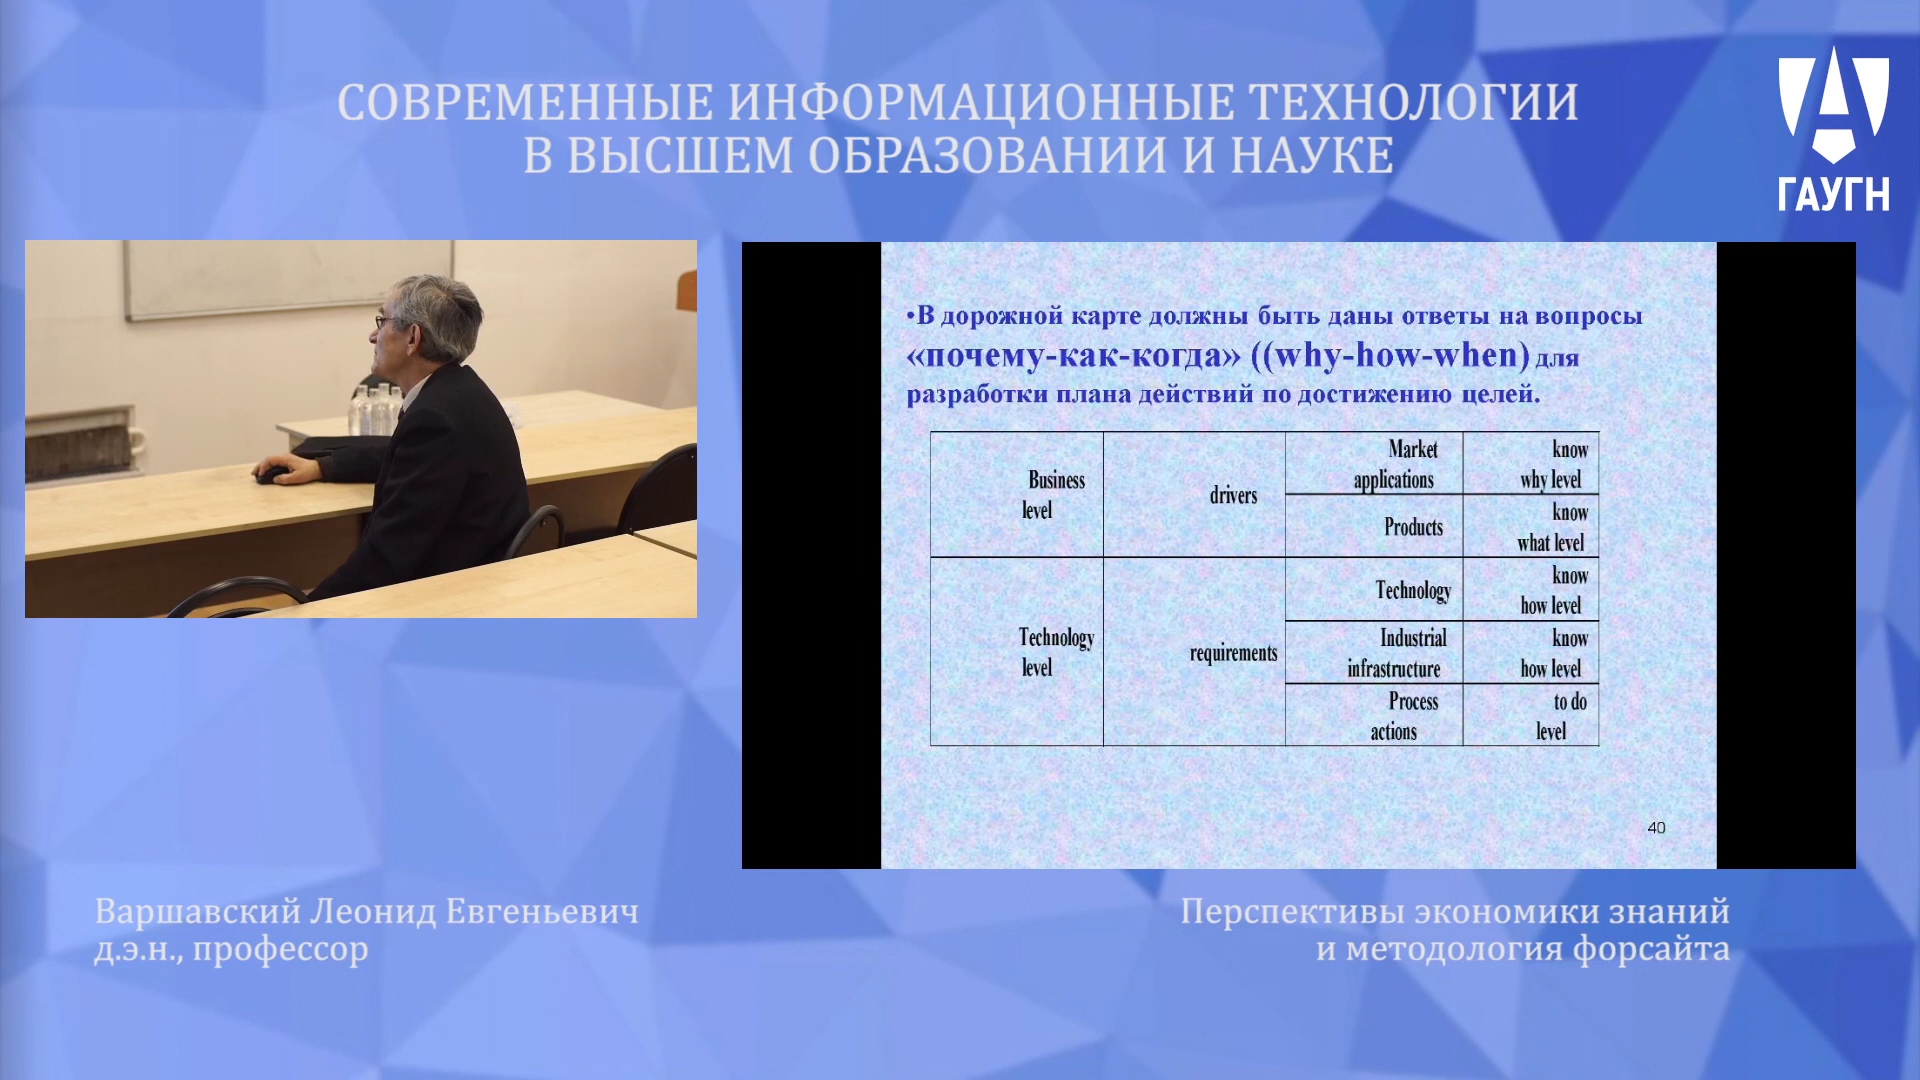 СОВРЕМЕННЫЕ ИНФОРМАЦИОННЫЕ ТЕХНОЛОГИИ
В ВЫСШЕМ ОБРАЗОВАНИИ И НАУКЕ
ГАУГН
•В дорожной карте должны быть даны ответы на вопросы
«почему-как-когда» ((why-how-when) для
разработки плана действий по достижению целей.
Business
level
drivers
Market
applications
know
why level
Products
know
what level
Technology
level
requirements
Technology
know
how level
Industrial
infrastructure
know
how level
Process
actions
to do
level
40
Варшавский Леонид Евгеньевич
д.э.н., профессор
Перспективы экономики знаний
и методология форсайта